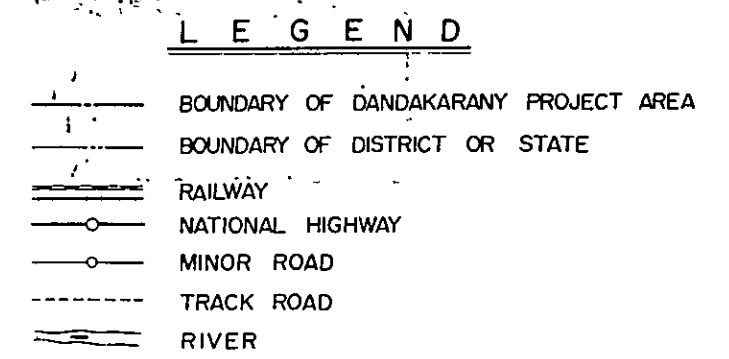 LEGEND
BOUNDARY OF DANDAKARANY PROJECT AREA
BOUNDARY OF DISTRICT OR STATE
RAILWAY
NATIONAL HIGHWAY
MINOR ROAD
TRACK ROAD
RIVER